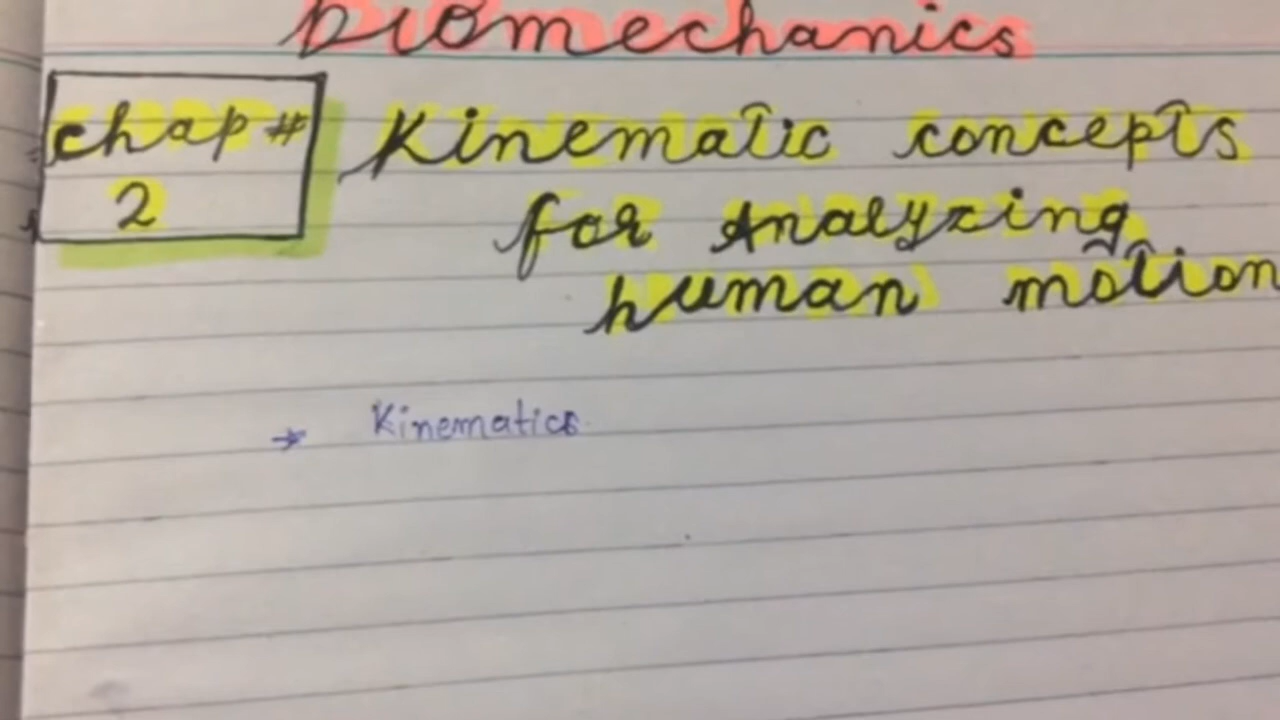 Biomechanics
chap #
2
Kinematic concepts
for Analyzing
human motion
→ Kinematics